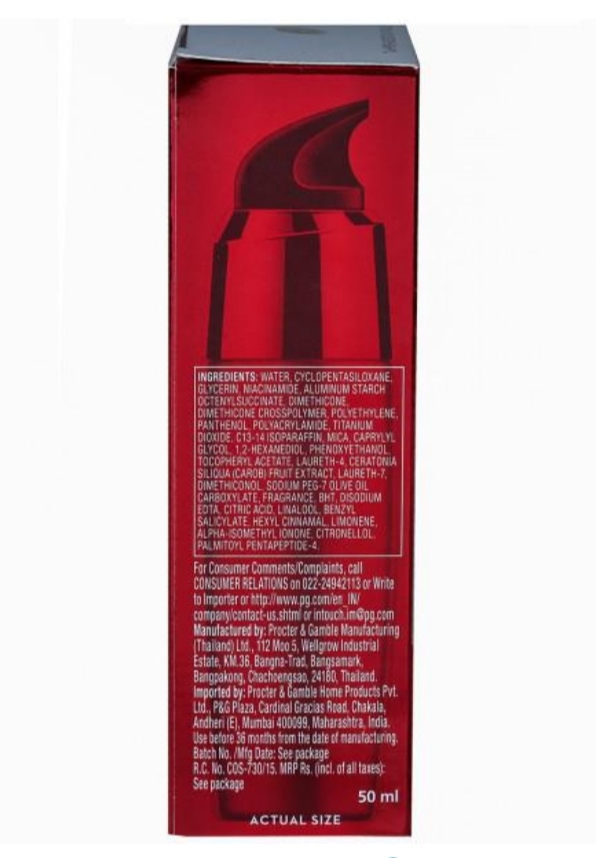 INGREDIENTS: WATER, CYCLOPENTASILOXANE,
GLYCERIN, NIACINAMIDE, ALUMINUM STARCH
OCTENYLSUCCINATE, DIMETHICONE,
DIMETHICONE CROSSPOLYMER, POLYETHYLENE,
PANTHENOL, POLYACRYLAMIDE, TITANIUM
DIOXIDE, C13-14 ISOPARAFFIN, MICA, CAPRYLYL
GLYCOL, 1,2-HEXANEDIOL, PHENOXYETHANOL,
TOCOPHERYL ACETATE, LAURETH-4, CERATONIA
SILIQUA (CAROB) FRUIT EXTRACT, LAURETH-7,
DIMETHICONOL, SODIUM PEG-7 OLIVE OIL
CARBOXYLATE, FRAGRANCE, BHT, DISODIUM
EDTA, CITRIC ACID, LINALOOL, BENZYL
SALICYLATE, HEXYL CINNAMAL, LIMONENE,
ALPHA-ISOMETHYL IONONE, CITRONELLOL,
PALMITOYL PENTAPEPTIDE-4.
For Consumer Comments/Complaints, call
CONSUMER RELATIONS on 022-24942113 or Write
to Importer or http://www.pg.com/en_IN/
company/contact-us.shtml or intouch.im@pg.com
Manufactured by: Procter & Gamble Manufacturing
(Thailand) Ltd., 112 Moo 5, Wellgrow Industrial
Estate, KM.36, Bangna-Trad, Bangsamark,
Bangpakong, Chachoengsao, 24180, Thailand.
Imported by: Procter & Gamble Home Products Pvt.
Ltd., P&G Plaza, Cardinal Gracias Road, Chakala,
Andheri (E), Mumbai 400099, Maharashtra, India.
Use before 36 months from the date of manufacturing.
Batch No. /Mfg Date: See package
R.C. No. COS-730/15. MRP Rs. (incl. of all taxes):
See package
50 ml
ACTUAL SIZE